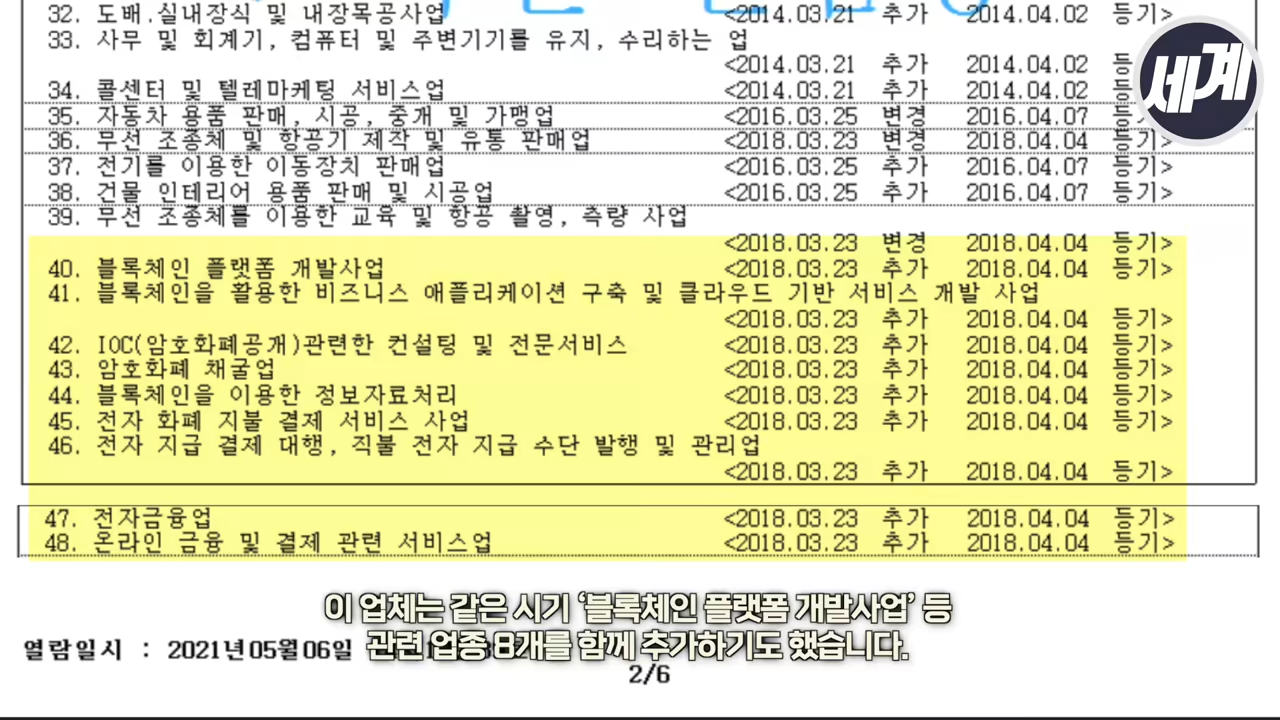 32. 도배.실내장식 및 내장목공사업 <2014.03.21 추가 2014.04.02 등기>
33. 사무 및 회계기, 컴퓨터 및 주변기기를 유지, 수리하는 업
<2014.03.21 추가 2014.04.02 등
34. 콜센터 및 텔레마케팅 서비스업 <2014.03.21 추가 2014.04.02 등
35. 자동차 용품 판매, 시공, 중개 및 가맹업 <2016.03.25 변경 2016.04.07 등
36. 무선 조종체 및 항공기 제작 및 유통 판매업 <2018.03.23 변경 2018.04.04 등기>
37. 전기를 이용한 이동장치 판매업 <2016.03.25 추가 2016.04.07 등기>
38. 건물 인테리어 용품 판매 및 시공업 <2016.03.25 추가 2016.04.07 등기>
39. 무선 조종체를 이용한 교육 및 항공 촬영, 측량 사업
<2018.03.23 변경 2018.04.04 등기>
40. 블록체인 플랫폼 개발사업 <2018.03.23 추가 2018.04.04 등기>
41. 블록체인을 활용한 비즈니스 애플리케이션 구축 및 클라우드 기반 서비스 개발 사업
<2018.03.23 추가 2018.04.04 등기>
42. IOC(암호화폐공개)관련한 컨설팅 및 전문서비스 <2018.03.23 추가 2018.04.04 등기>
43. 암호화폐 채굴업 <2018.03.23 추가 2018.04.04 등기>
44. 블록체인을 이용한 정보자료처리 <2018.03.23 추가 2018.04.04 등기>
45. 전자 화폐 지불 결제 서비스 사업 <2018.03.23 추가 2018.04.04 등기>
46. 전자 지급 결제 대행, 직불 전자 지급 수단 발행 및 관리업
<2018.03.23 추가 2018.04.04 등기>
47. 전자금융업 <2018.03.23 추가 2018.04.04 등기>
48. 온라인 금융 및 결제 관련 서비스업 <2018.03.23 추가 2018.04.04 등기>
이 업체는 같은 시기 '블록체인 플랫폼 개발사업' 등
관련 업종 8개를 함께 추가하기도 했습니다.
열람일시 : 2021년05월06일
2/6
세계